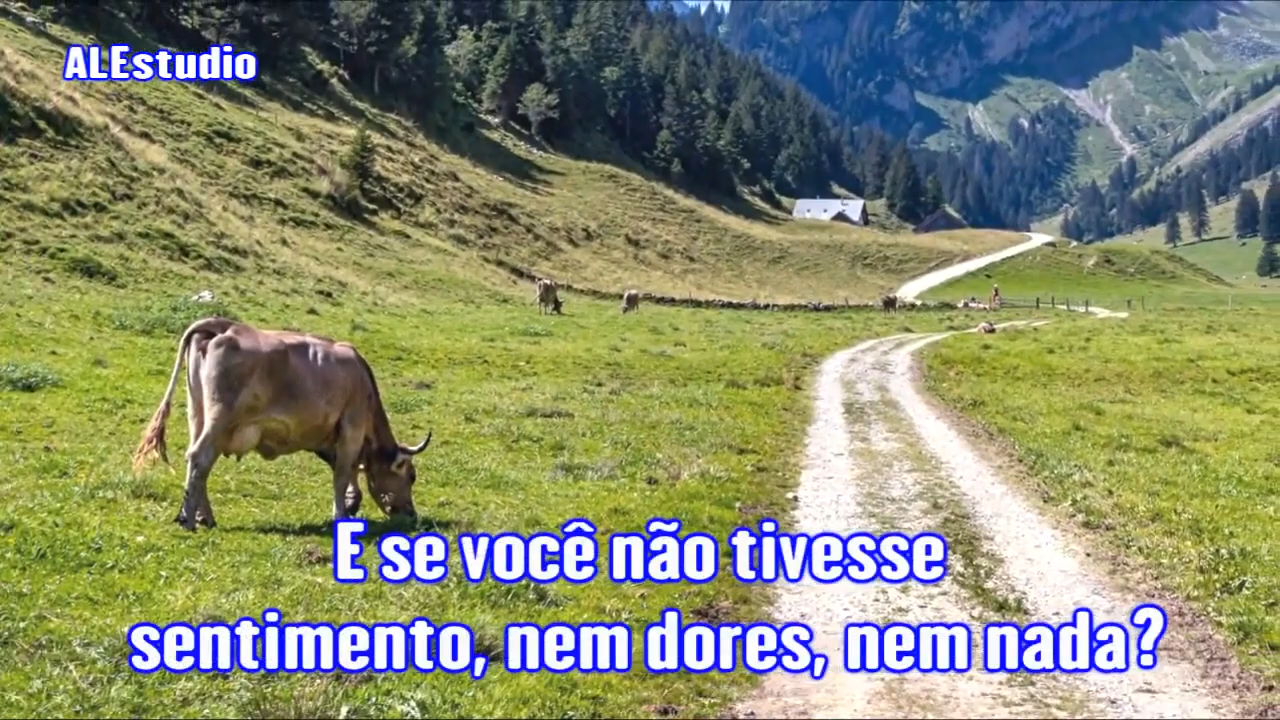 ALEstudio
E se você não tivesse
sentimento, nem dores, nem nada?